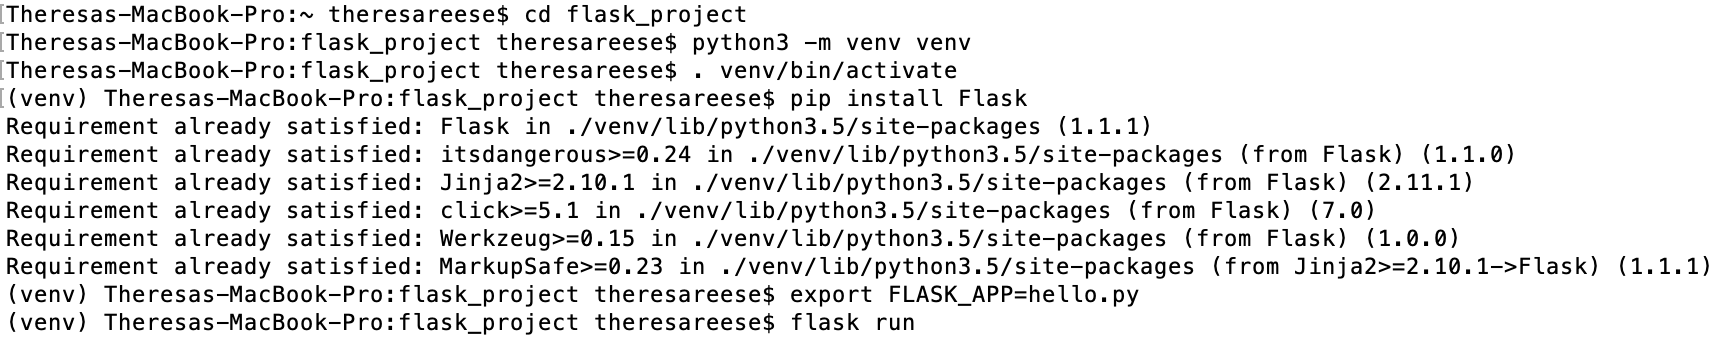 [Theresas-MacBook-Pro:~ theresareese$ cd flask_project
[Theresas-MacBook-Pro:flask_project theresareese$ python3 -m venv venv
[Theresas-MacBook-Pro:flask_project theresareese$ . venv/bin/activate
[(venv) Theresas-MacBook-Pro:flask_project theresareese$ pip install Flask
Requirement already satisfied: Flask in ./venv/lib/python3.5/site-packages (1.1.1)
Requirement already satisfied: itsdangerous>=0.24 in ./venv/lib/python3.5/site-packages (from Flask) (1.1.0)
Requirement already satisfied: Jinja2>=2.10.1 in ./venv/lib/python3.5/site-packages (from Flask) (2.11.1)
Requirement already satisfied: click>=5.1 in ./venv/lib/python3.5/site-packages (from Flask) (7.0)
Requirement already satisfied: Werkzeug>=0.15 in ./venv/lib/python3.5/site-packages (from Flask) (1.0.0)
Requirement already satisfied: MarkupSafe>=0.23 in ./venv/lib/python3.5/site-packages (from Jinja2>=2.10.1->Flask) (1.1.1)
(venv) Theresas-MacBook-Pro:flask_project theresareese$ export FLASK_APP=hello.py
(venv) Theresas-MacBook-Pro:flask_project theresareese$ flask run